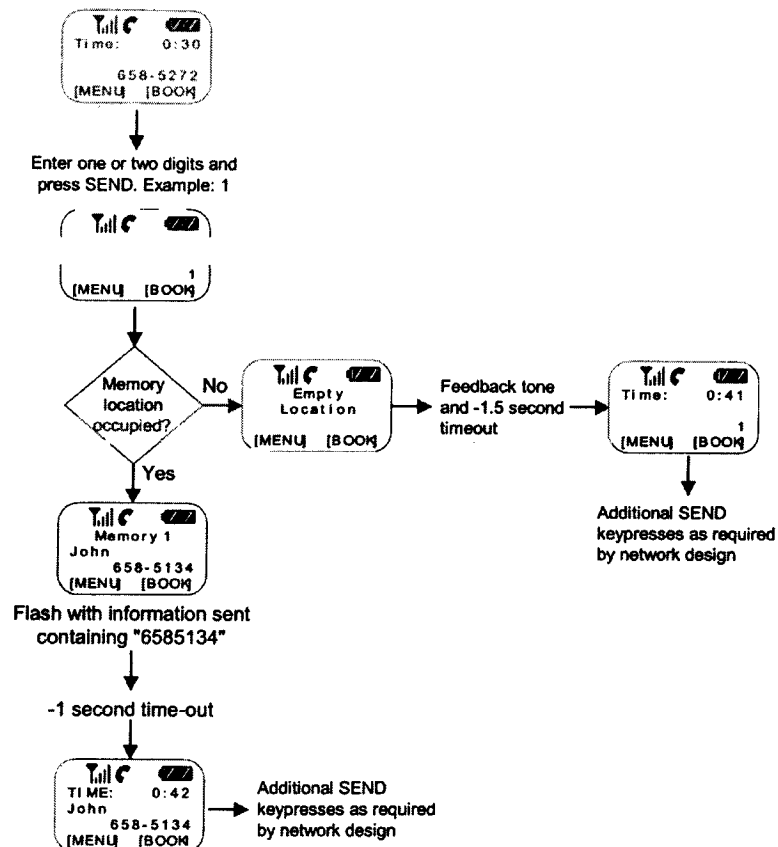 Time: 0:30
658-5272
[MENU] [BOOK]
Enter one or two digits and
press SEND. Example: 1
1
[MENU] [BOOK]
Memory
location
occupied?
No
Empty
Location
[MENU] [BOOK]
Feedback tone
and -1.5 second
timeout
Time: 0:41
1
[MENU] [BOOK]
Additional SEND
keypresses as required
by network design
Yes
Memory 1
John
658-5134
[MENU] [BOOK]
Flash with information sent
containing "6585134"
-1 second time-out
TIME: 0:42
John
658-5134
[MENU] [BOOK]
Additional SEND
keypresses as required
by network design